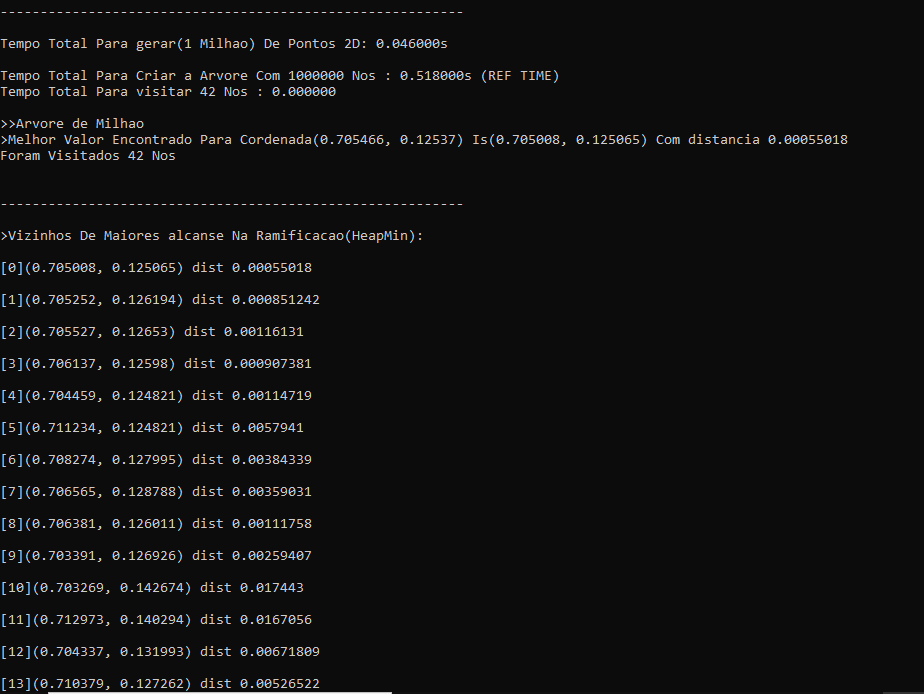 ----------------------------------------------------------
Tempo Total Para gerar(1 Milhao) De Pontos 2D: 0.046000s
Tempo Total Para Criar a Arvore Com 1000000 Nos : 0.518000s (REF TIME)
Tempo Total Para visitar 42 Nos : 0.000000
>>Arvore de Milhao
>Melhor Valor Encontrado Para Cordenada(0.705466, 0.12537) Is(0.705008, 0.125065) Com distancia 0.00055018
Foram Visitados 42 Nos
----------------------------------------------------------
>Vizinhos De Maiores alcanse Na Ramificacao(HeapMin):
[0](0.705008, 0.125065) dist 0.00055018
[1](0.705252, 0.126194) dist 0.000851242
[2](0.705527, 0.12653) dist 0.00116131
[3](0.706137, 0.12598) dist 0.000907381
[4](0.704459, 0.124821) dist 0.00114719
[5](0.711234, 0.124821) dist 0.0057941
[6](0.708274, 0.127995) dist 0.00384339
[7](0.706565, 0.128788) dist 0.00359031
[8](0.706381, 0.126011) dist 0.00111758
[9](0.703391, 0.126926) dist 0.00259407
[10](0.703269, 0.142674) dist 0.017443
[11](0.712973, 0.140294) dist 0.0167056
[12](0.704337, 0.131993) dist 0.00671809
[13](0.710379, 0.127262) dist 0.00526522